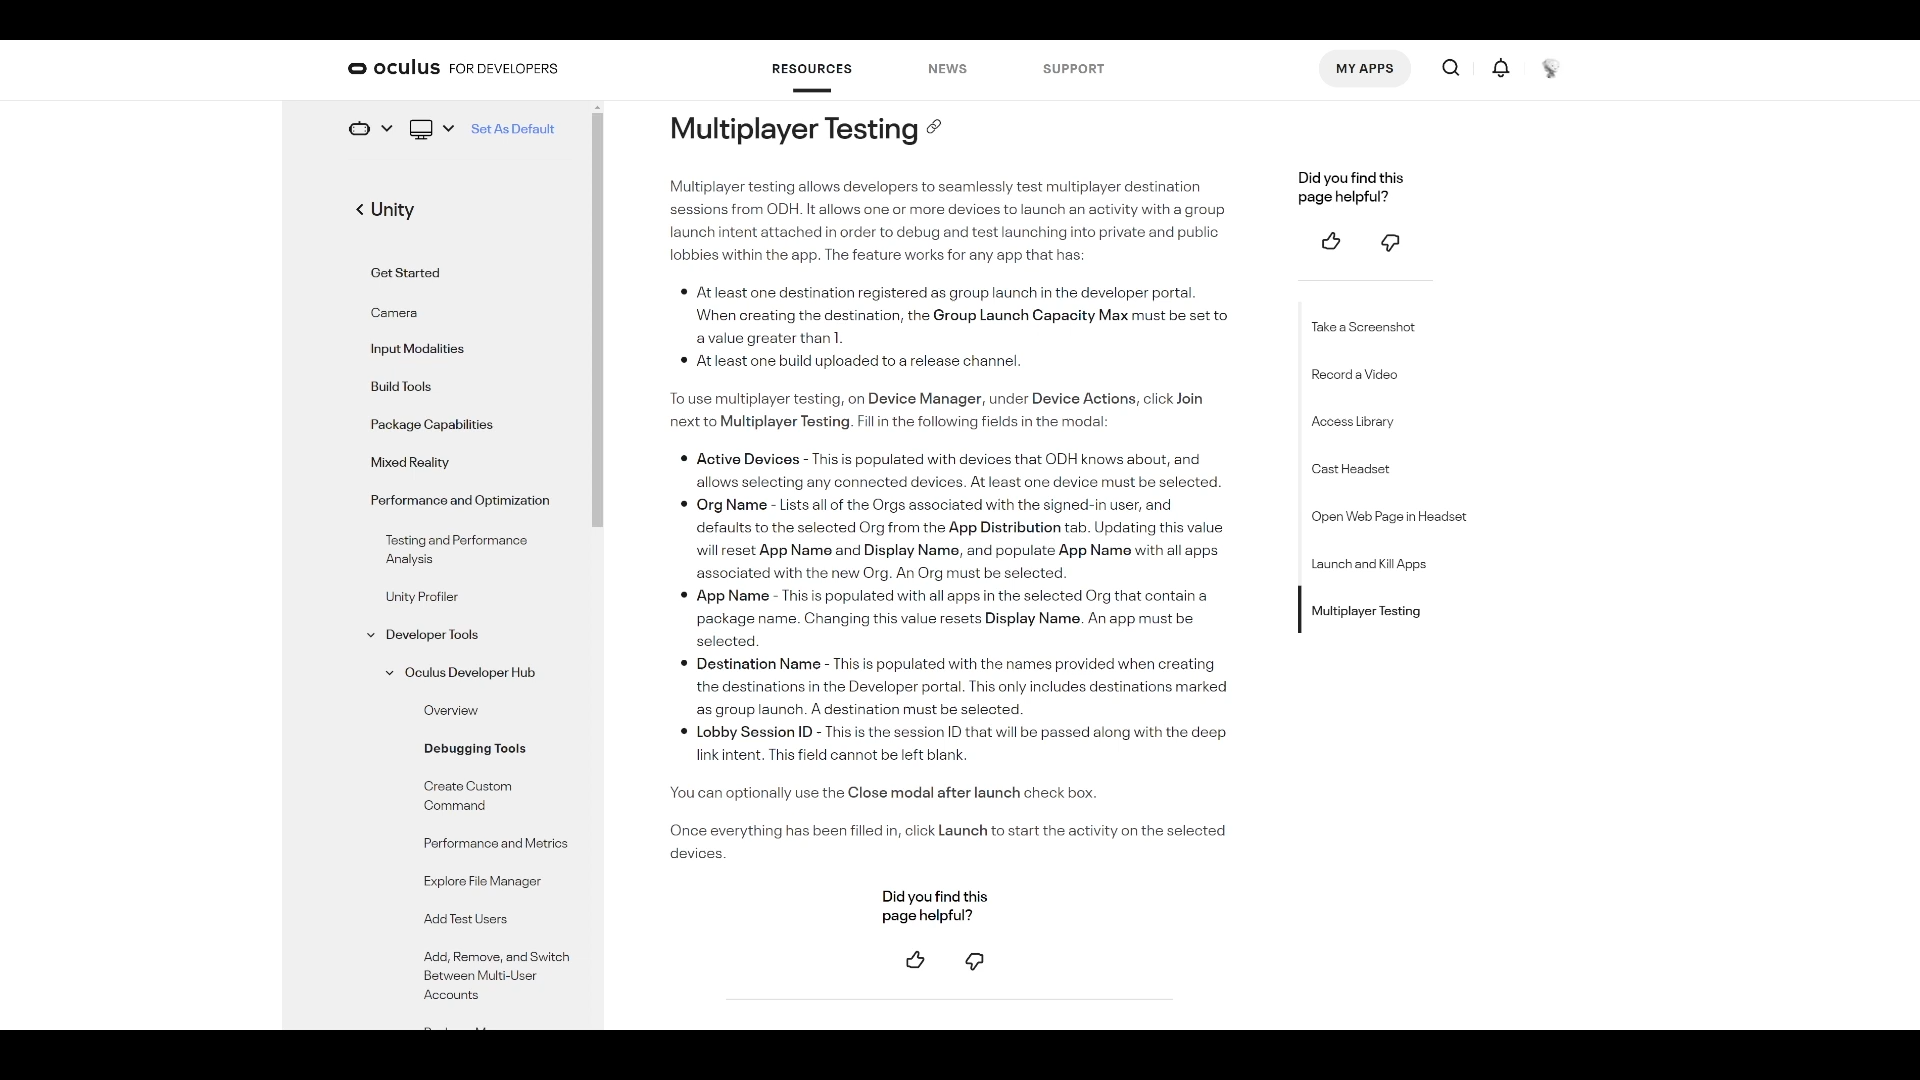 oculus FOR DEVELOPERS
RESOURCES
NEWS
SUPPORT
MY APPS
Set As Default
Unity
Get Started
Camera
Input Modalities
Build Tools
Package Capabilities
Mixed Reality
Performance and Optimization
Testing and Performance
Analysis
Unity Profiler
Developer Tools
Oculus Developer Hub
Overview
Debugging Tools
Create Custom
Command
Performance and Metrics
Explore File Manager
Add Test Users
Add, Remove, and Switch
Between Multi-User
Accounts
Multiplayer Testing
Multiplayer testing allows developers to seamlessly test multiplayer destination
sessions from ODH. It allows one or more devices to launch an activity with a group
launch intent attached in order to debug and test launching into private and public
lobbies within the app. The feature works for any app that has:
• At least one destination registered as group launch in the developer portal.
When creating the destination, the Group Launch Capacity Max must be set to
a value greater than 1.
• At least one build uploaded to a release channel.
To use multiplayer testing, on Device Manager, under Device Actions, click Join
next to Multiplayer Testing. Fill in the following fields in the modal:
• Active Devices - This is populated with devices that ODH knows about, and
allows selecting any connected devices. At least one device must be selected.
• Org Name - Lists all of the Orgs associated with the signed-in user, and
defaults to the selected Org from the App Distribution tab. Updating this value
will reset App Name and Display Name, and populate App Name with all apps
associated with the new Org. An Org must be selected.
• App Name - This is populated with all apps in the selected Org that contain a
package name. Changing this value resets Display Name. An app must be
selected.
• Destination Name - This is populated with the names provided when creating
the destinations in the Developer portal. This only includes destinations marked
as group launch. A destination must be selected.
• Lobby Session ID - This is the session ID that will be passed along with the deep
link intent. This field cannot be left blank.
You can optionally use the Close modal after launch check box.
Once everything has been filled in, click Launch to start the activity on the selected
devices.
Did you find this
page helpful?
Did you find this
page helpful?
Take a Screenshot
Record a Video
Access Library
Cast Headset
Open Web Page in Headset
Launch and Kill Apps
Multiplayer Testing